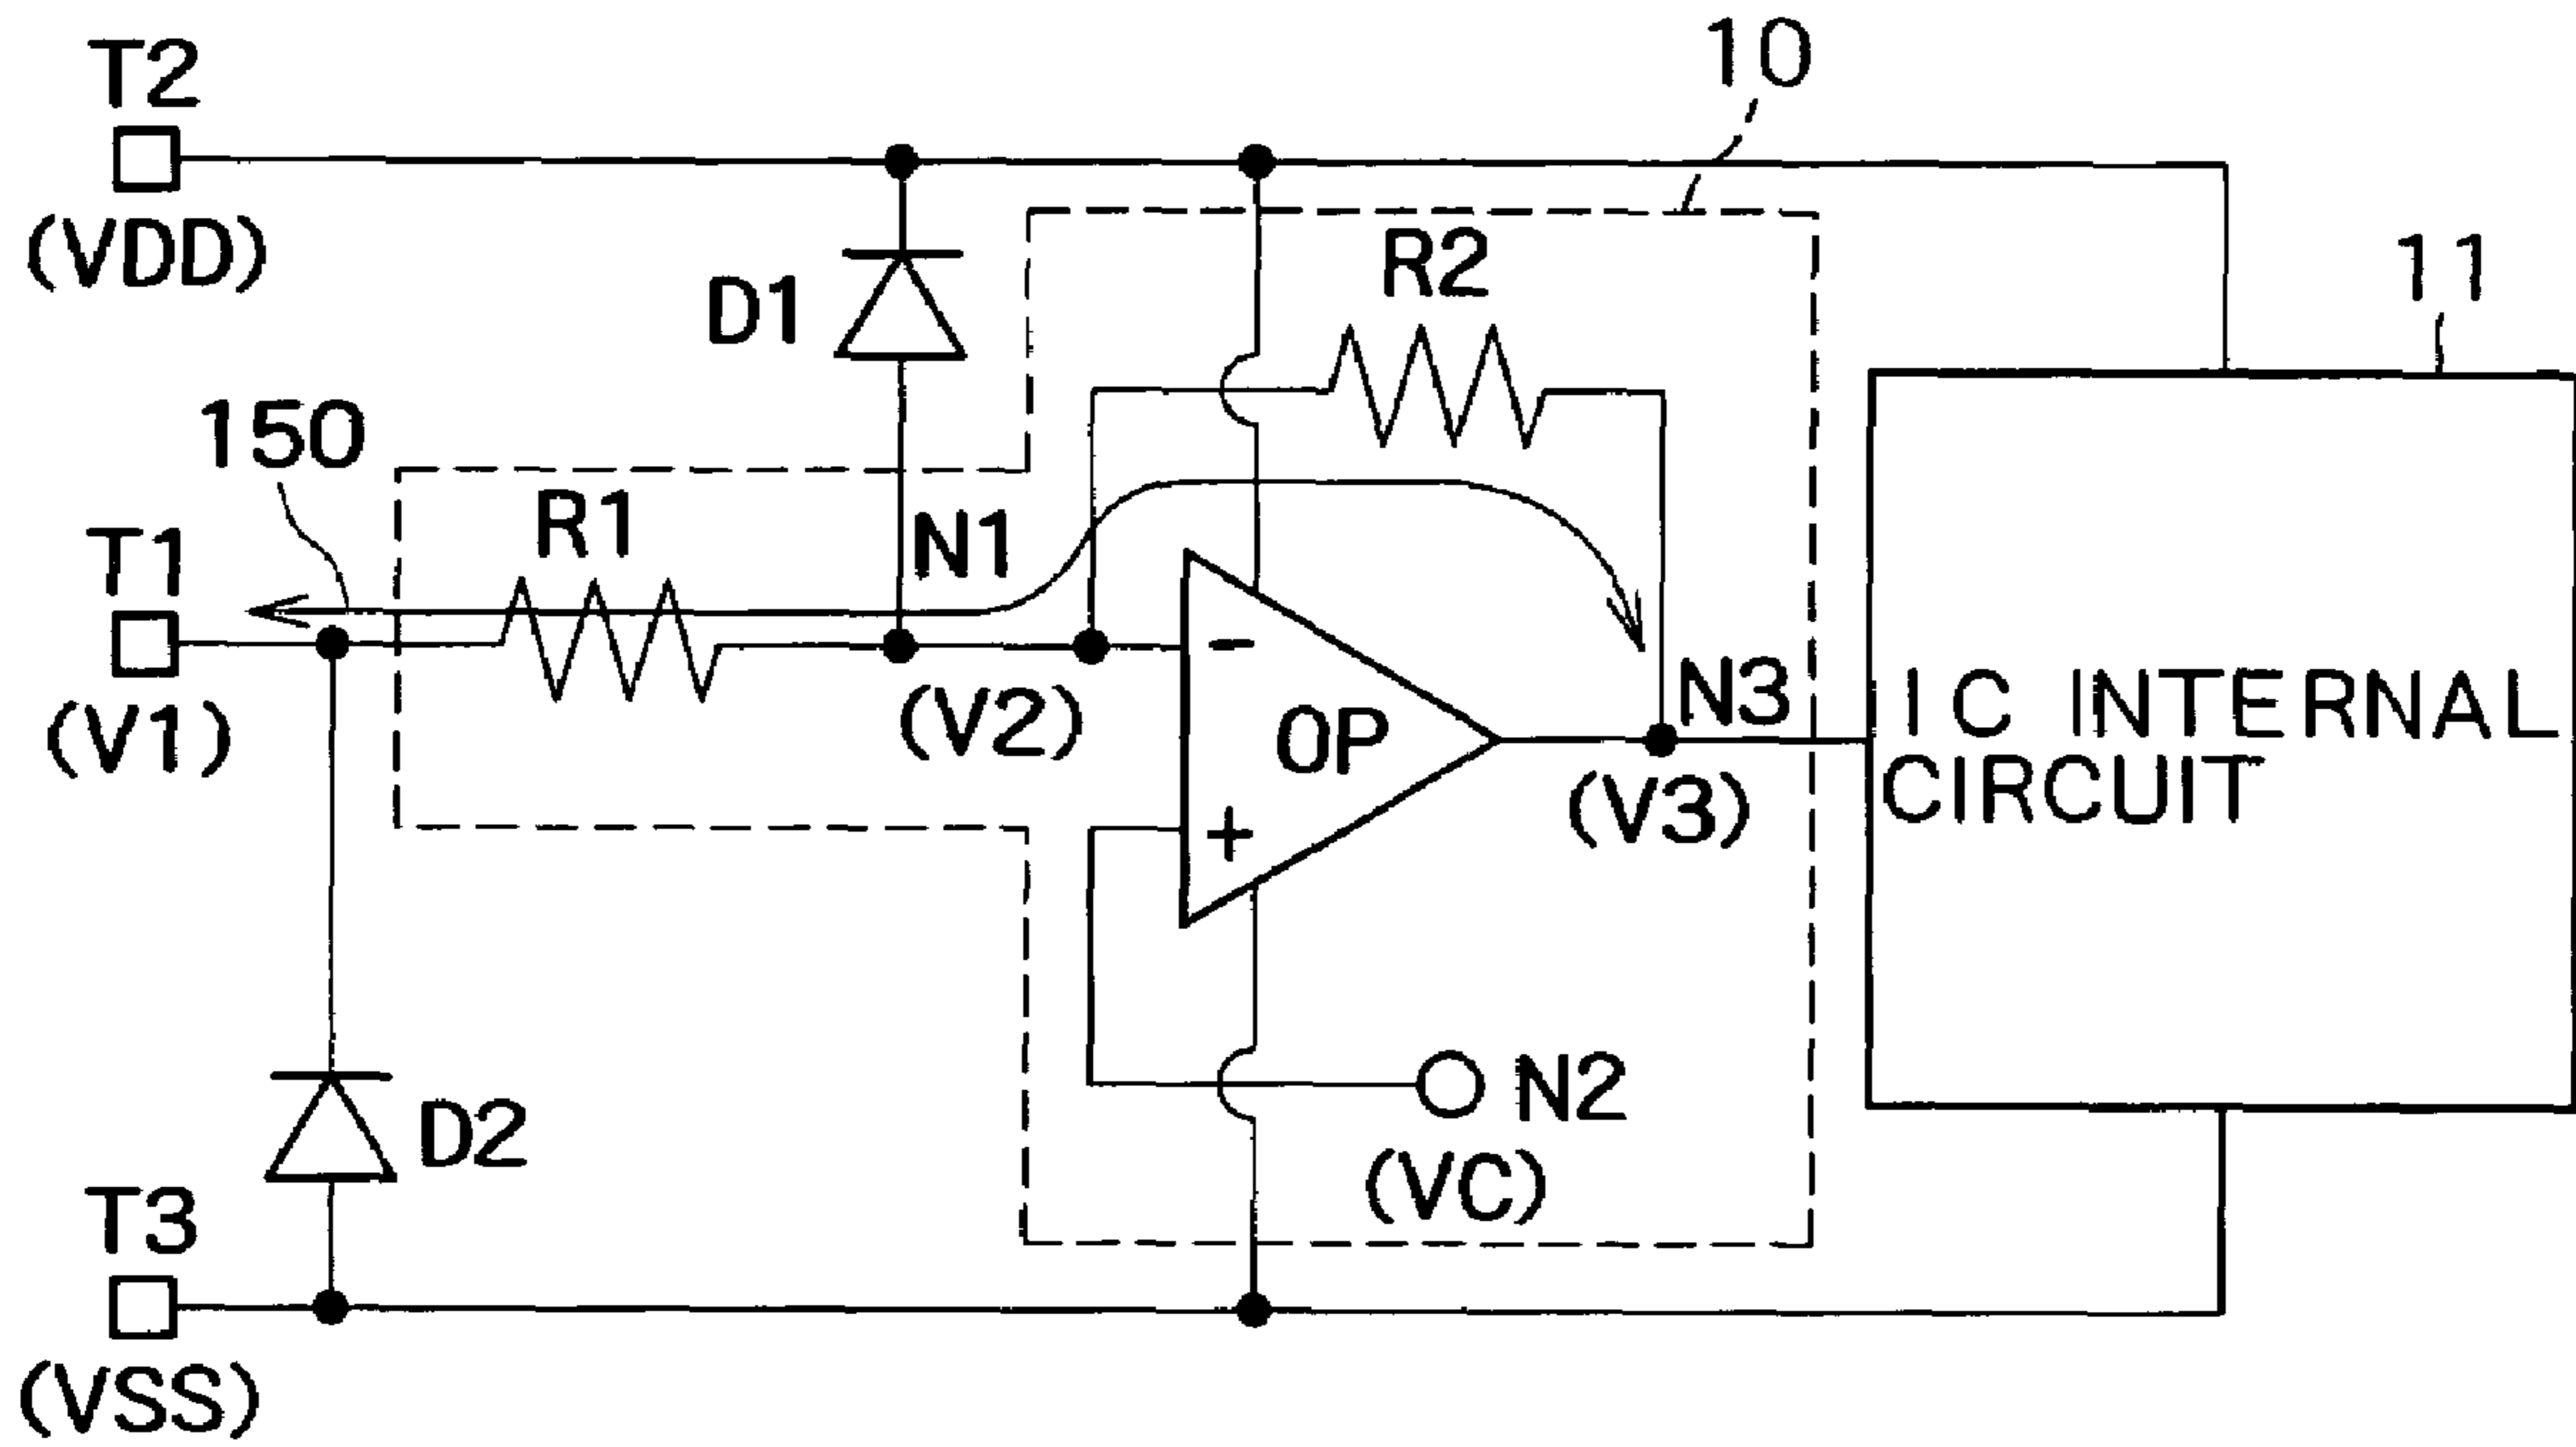 10
T2
(VDD)
D1
R2
11
150
R1
N1
T1
(V1)
(V2)
-
OP
+
N3
(V3)
IC INTERNAL
CIRCUIT
N2
(VC)
D2
T3
(VSS)